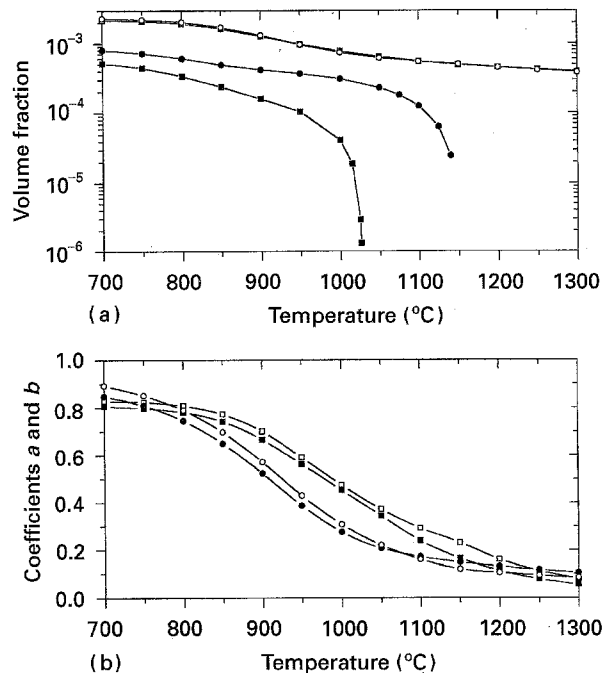 10⁻³
10⁻⁴
10⁻⁵
10⁻⁶
Volume fraction
700 800 900 1000 1100 1200 1300
(a) Temperature (°C)
1.0
0.8
0.6
0.4
0.2
0.0
Coefficients a and b
700 800 900 1000 1100 1200 1300
(b) Temperature (°C)